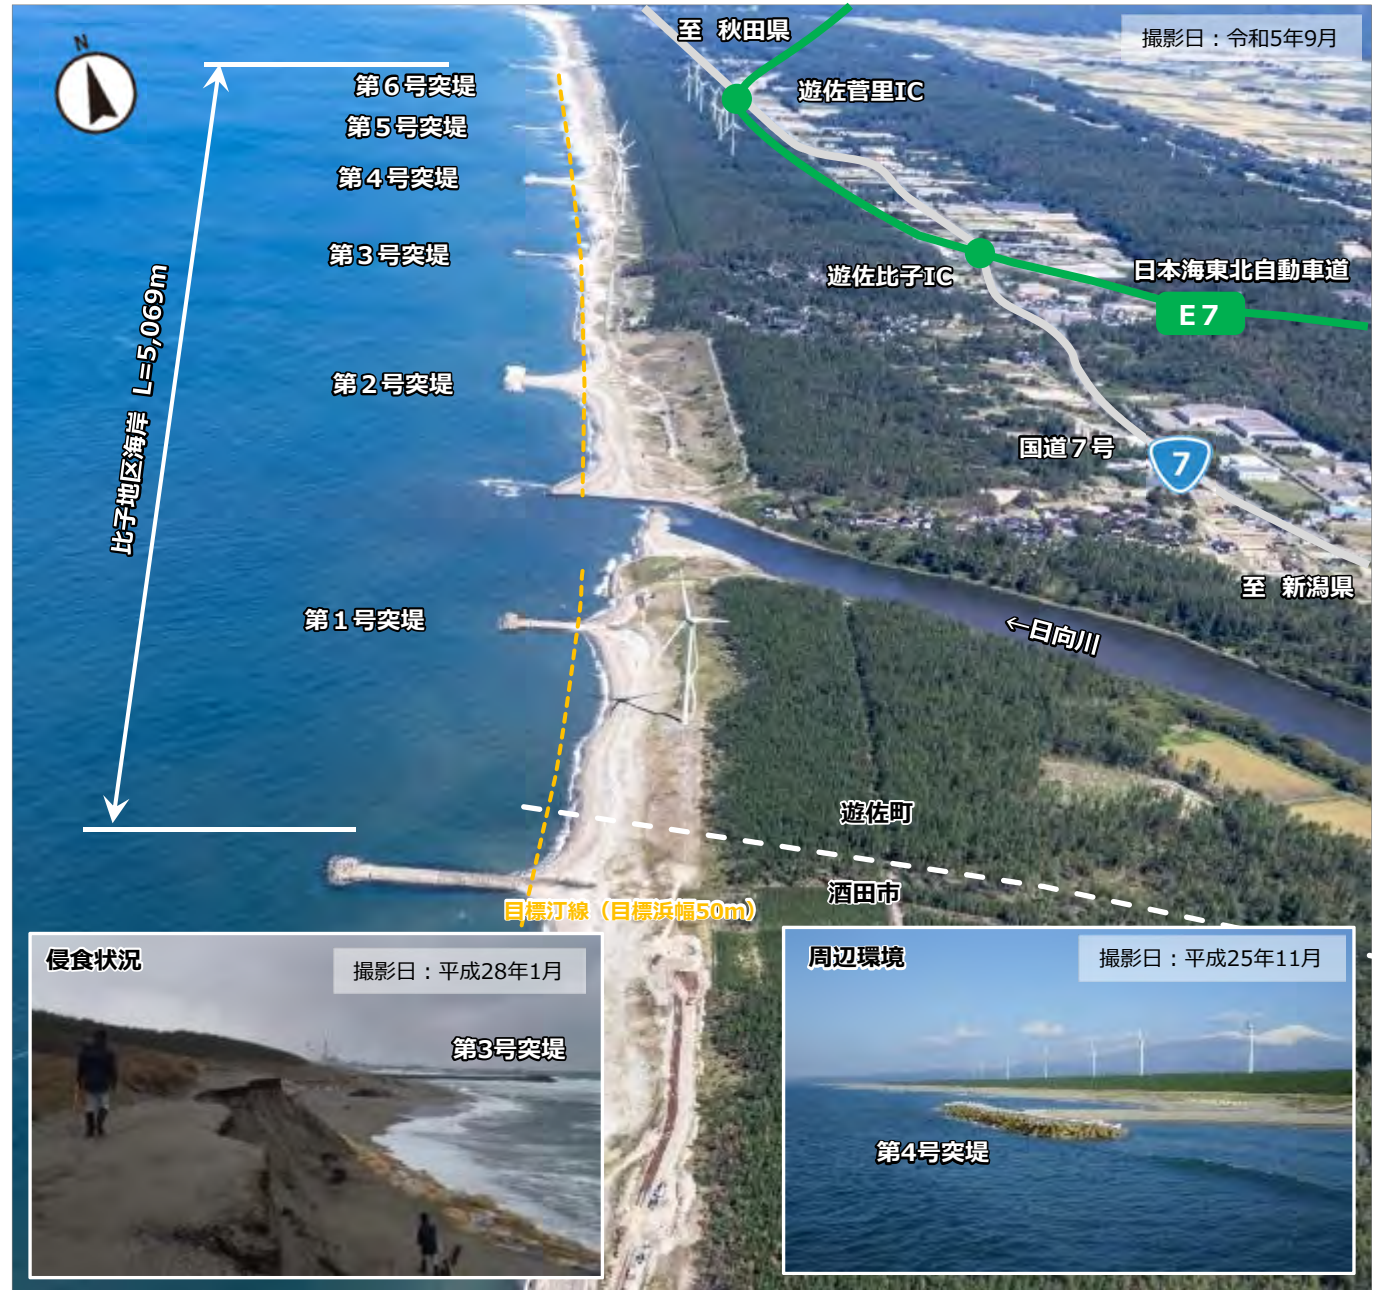 N
至 秋田県
撮影日：令和5年9月
第６号突堤
遊佐菅里IC
第５号突堤
第４号突堤
第３号突堤
遊佐比子IC
日本海東北自動車道
E7
比子地区海岸 L=5,069m
第２号突堤
国道７号
7
至 新潟県
第１号突堤
←日向川
遊佐町
酒田市
目標汀線（目標浜幅50m）
侵食状況
撮影日：平成28年1月
第3号突堤
周辺環境
撮影日：平成25年11月
第4号突堤